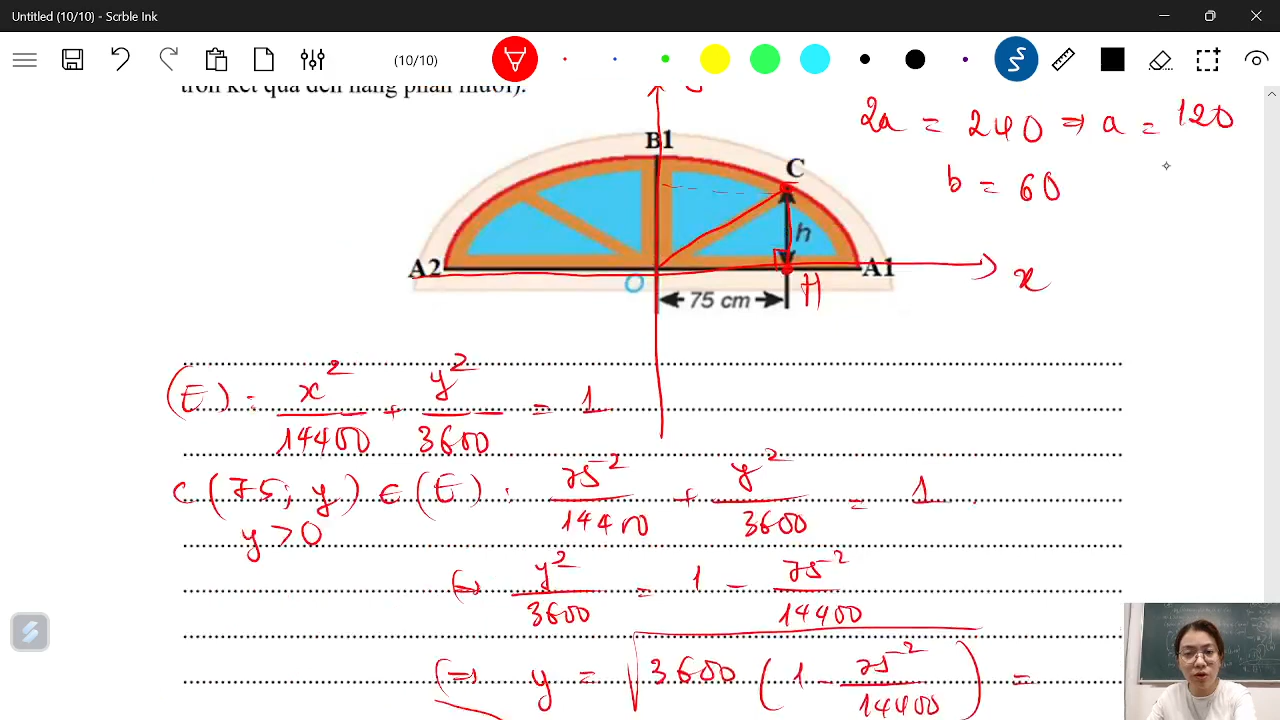 Untitled (10/10) - Scrble Ink
(10/10)
tròn kết quả đến hàng phần mười).
2a = 240 ⇒ a = 120
b = 60
B1
C
h
A2
A1
O
H
x
75 cm
(E) : x²/14400 + y²/3600 = 1
C (75; y) ∈ (E) : 75²/14400 + y²/3600 = 1
y > 0
⇔ y²/3600 = 1 - 75²/14400
⇔ y = √(3600 (1 - 75²/14400)) =